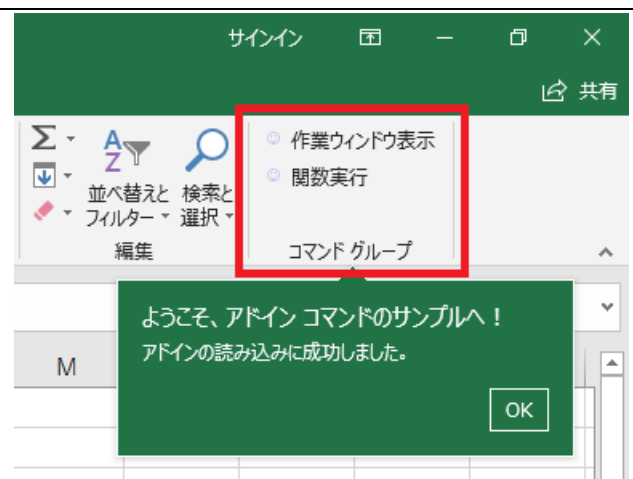 サインイン
共有
作業ウィンドウ表示
関数実行
並べ替えと
フィルター
検索と
選択
編集
コマンド グループ
ようこそ、アドイン コマンドのサンプルへ！
アドインの読み込みに成功しました。
OK
M